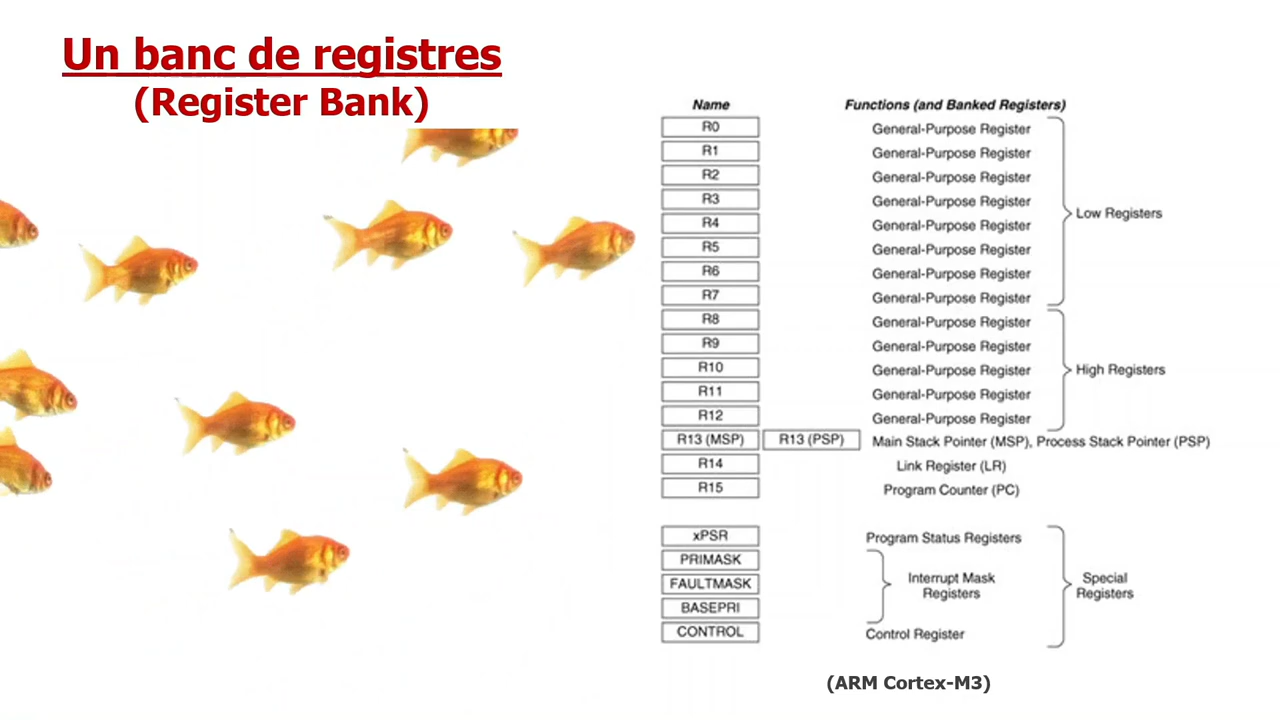 Un banc de registres
(Register Bank)
Name Functions (and Banked Registers)
R0 General-Purpose Register
R1 General-Purpose Register
R2 General-Purpose Register
R3 General-Purpose Register
Low Registers
R4 General-Purpose Register
R5 General-Purpose Register
R6 General-Purpose Register
R7 General-Purpose Register
R8 General-Purpose Register
R9 General-Purpose Register
R10 General-Purpose Register
High Registers
R11 General-Purpose Register
R12 General-Purpose Register
R13 (MSP) R13 (PSP) Main Stack Pointer (MSP), Process Stack Pointer (PSP)
R14 Link Register (LR)
R15 Program Counter (PC)
xPSR Program Status Registers
PRIMASK
FAULTMASK
Interrupt Mask
Registers
Special
Registers
BASEPRI
CONTROL Control Register
(ARM Cortex-M3)